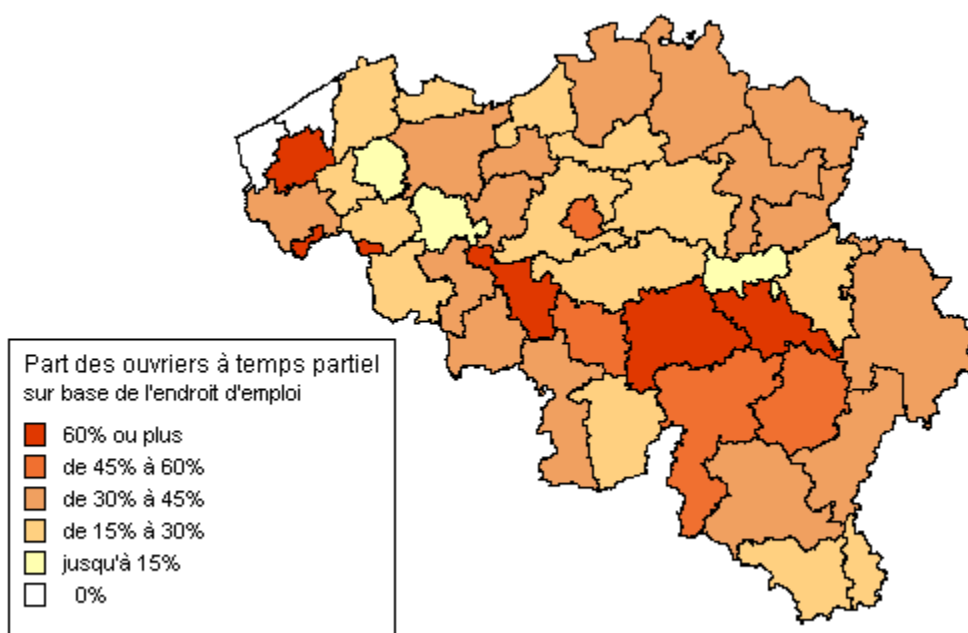 Part des ouvriers à temps partiel
sur base de l'endroit d'emploi
60% ou plus
de 45% à 60%
de 30% à 45%
de 15% à 30%
jusqu'à 15%
0%